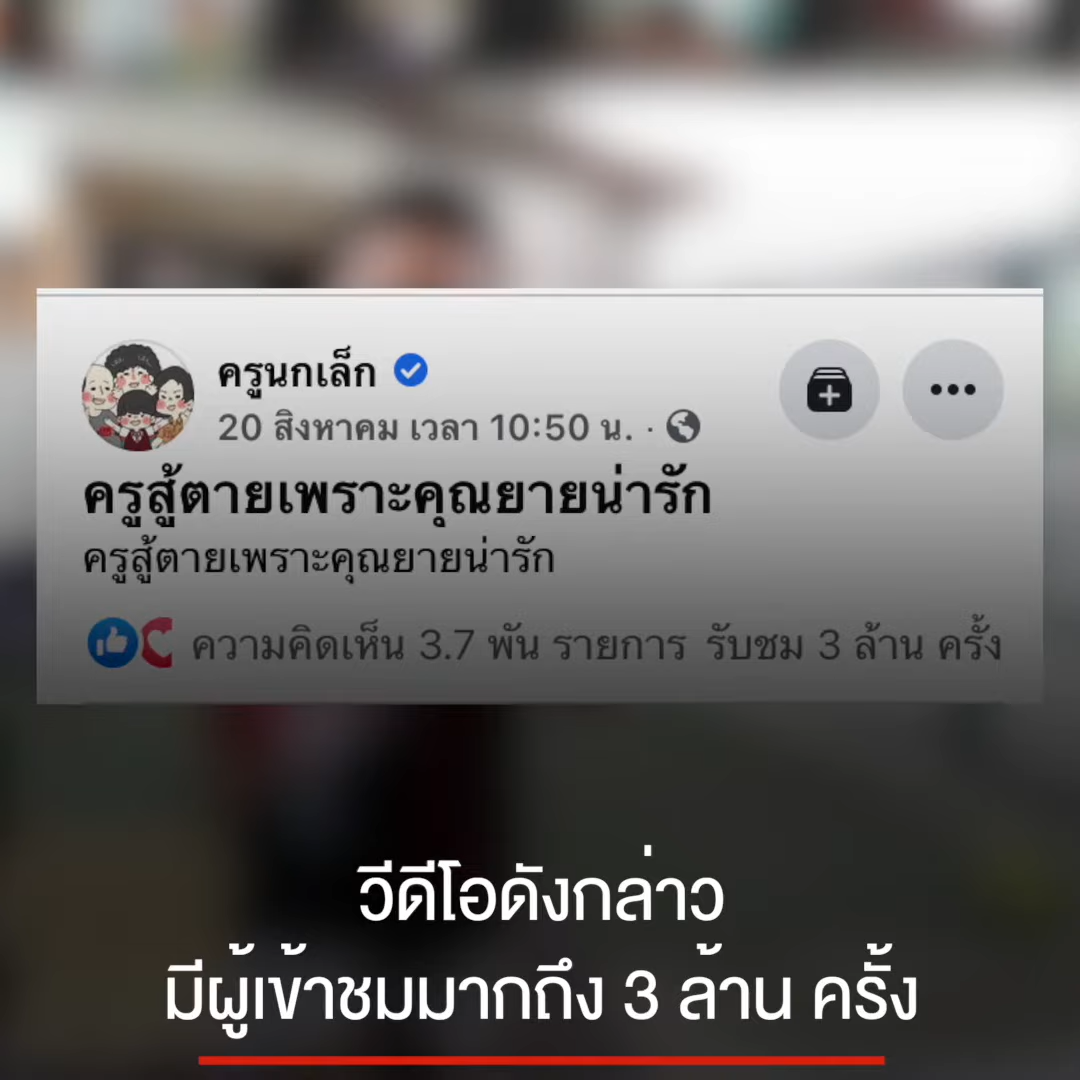 ครูนกเล็ก
20 สิงหาคม เวลา 10:50 น. ·
ครูสู้ตายเพราะคุณยายน่ารัก
ครูสู้ตายเพราะคุณยายน่ารัก
ความคิดเห็น 3.7 พัน รายการ รับชม 3 ล้าน ครั้ง
วีดีโอดังกล่าว
มีผู้เข้าชมมากถึง 3 ล้าน ครั้ง